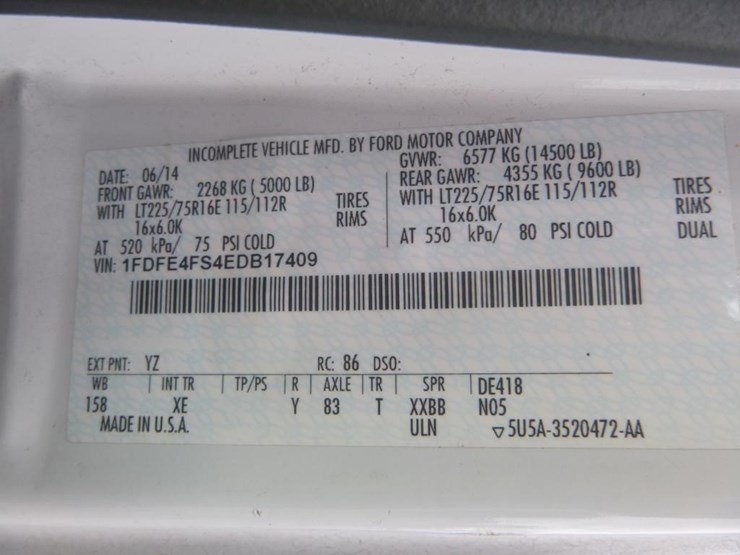 INCOMPLETE VEHICLE MFD. BY FORD MOTOR COMPANY
DATE: 06/14 GVWR: 6577 KG (14500 LB)
FRONT GAWR: 2268 KG ( 5000 LB) REAR GAWR: 4355 KG ( 9600 LB)
WITH LT225/75R16E 115/112R TIRES WITH LT225/75R16E 115/112R TIRES
16x6.0K RIMS 16x6.0K RIMS
AT 520 kPa/ 75 PSI COLD AT 550 kPa/ 80 PSI COLD DUAL
VIN: 1FDFE4FS4EDB17409
EXT PNT: YZ RC: 86 DSO:
WB INT TR TP/PS R AXLE TR SPR DE418
158 XE Y 83 T XXBB N05
MADE IN U.S.A. ULN ▽5U5A-3520472-AA